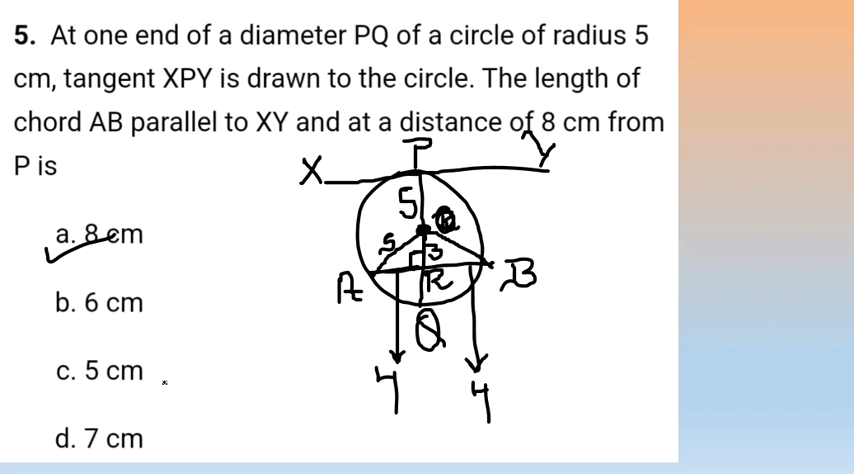 5. At one end of a diameter PQ of a circle of radius 5
cm, tangent XPY is drawn to the circle. The length of
chord AB parallel to XY and at a distance of 8 cm from
P is
P
X
Y
a. 8 cm
5
5
3
A
R
B
b. 6 cm
Q
c. 5 cm
4
4
d. 7 cm